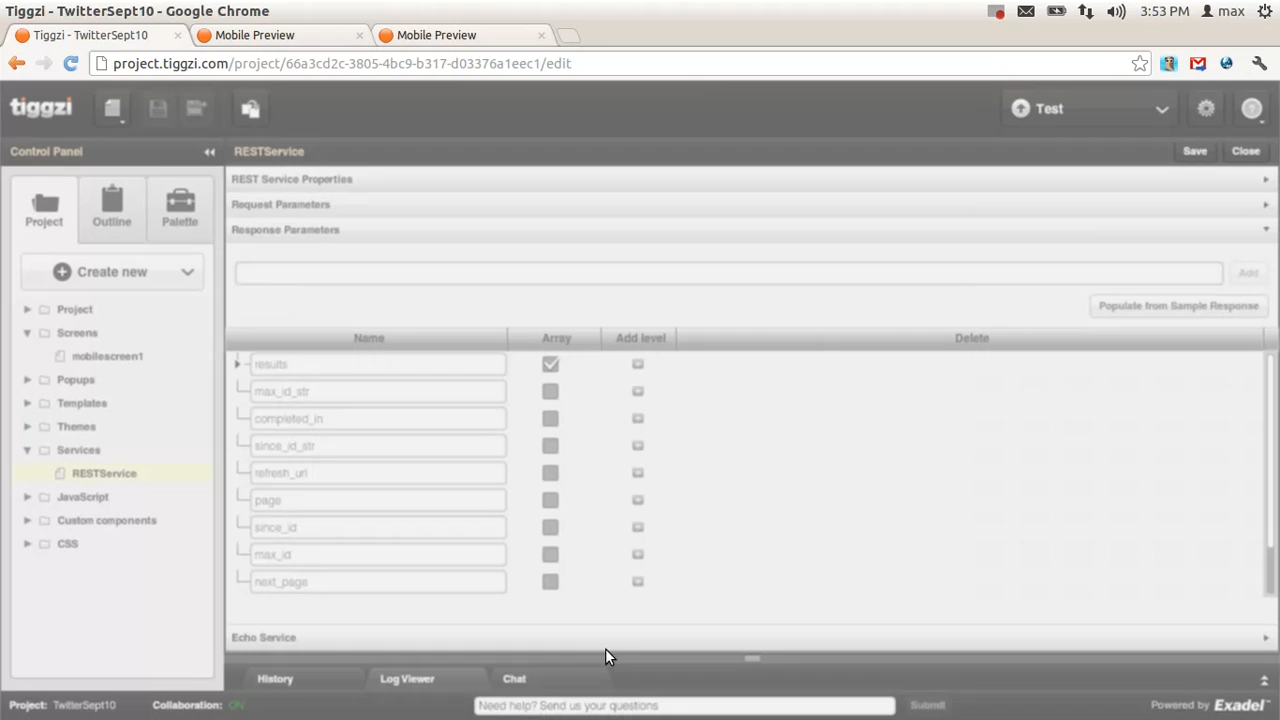 Tiggzi - TwitterSept10 - Google Chrome
3:53 PM
max
Tiggzi - TwitterSept10
Mobile Preview
Mobile Preview
project.tiggzi.com/project/66a3cd2c-3805-4bc9-b317-d03376a1eec1/edit
tiggzi
Test
Control Panel
RESTService
Save
Close
Project
Outline
Palette
Create new
Project
Screens
mobilescreen1
Popups
Templates
Themes
Services
RESTService
JavaScript
Custom components
CSS
REST Service Properties
Request Parameters
Response Parameters
Add
Populate from Sample Response
Name
Array
Add level
Delete
results
max_id_str
completed_in
since_id_str
refresh_url
page
since_id
max_id
next_page
Echo Service
History
Log Viewer
Chat
Project: TwitterSept10
Collaboration: ON
Need help? Send us your questions
Submit
Powered by Exadel